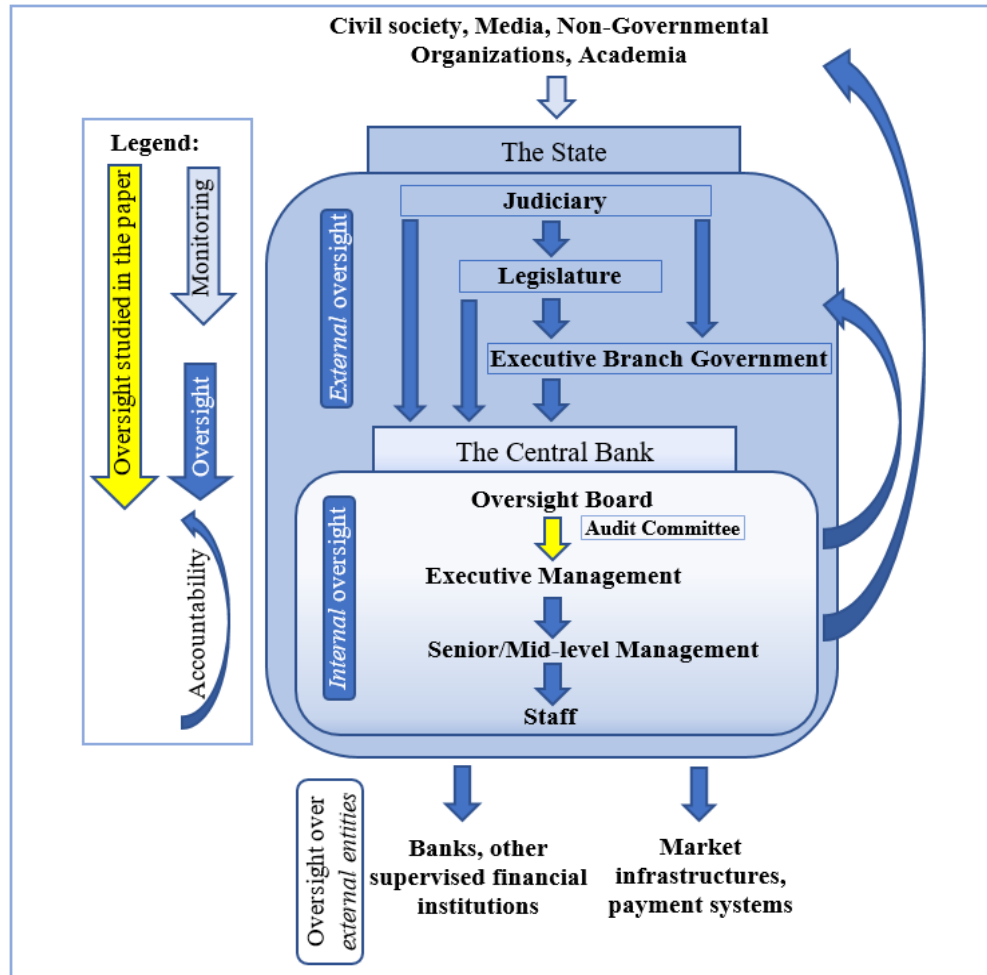 Civil society, Media, Non-Governmental
Organizations, Academia
Legend:
Oversight studied in the paper
Monitoring
Oversight
Accountability
The State
External oversight
Judiciary
Legislature
Executive Branch Government
The Central Bank
Internal oversight
Oversight Board
Audit Committee
Executive Management
Senior/Mid-level Management
Staff
Oversight over
external entities
Banks, other
supervised financial
institutions
Market
infrastructures,
payment systems